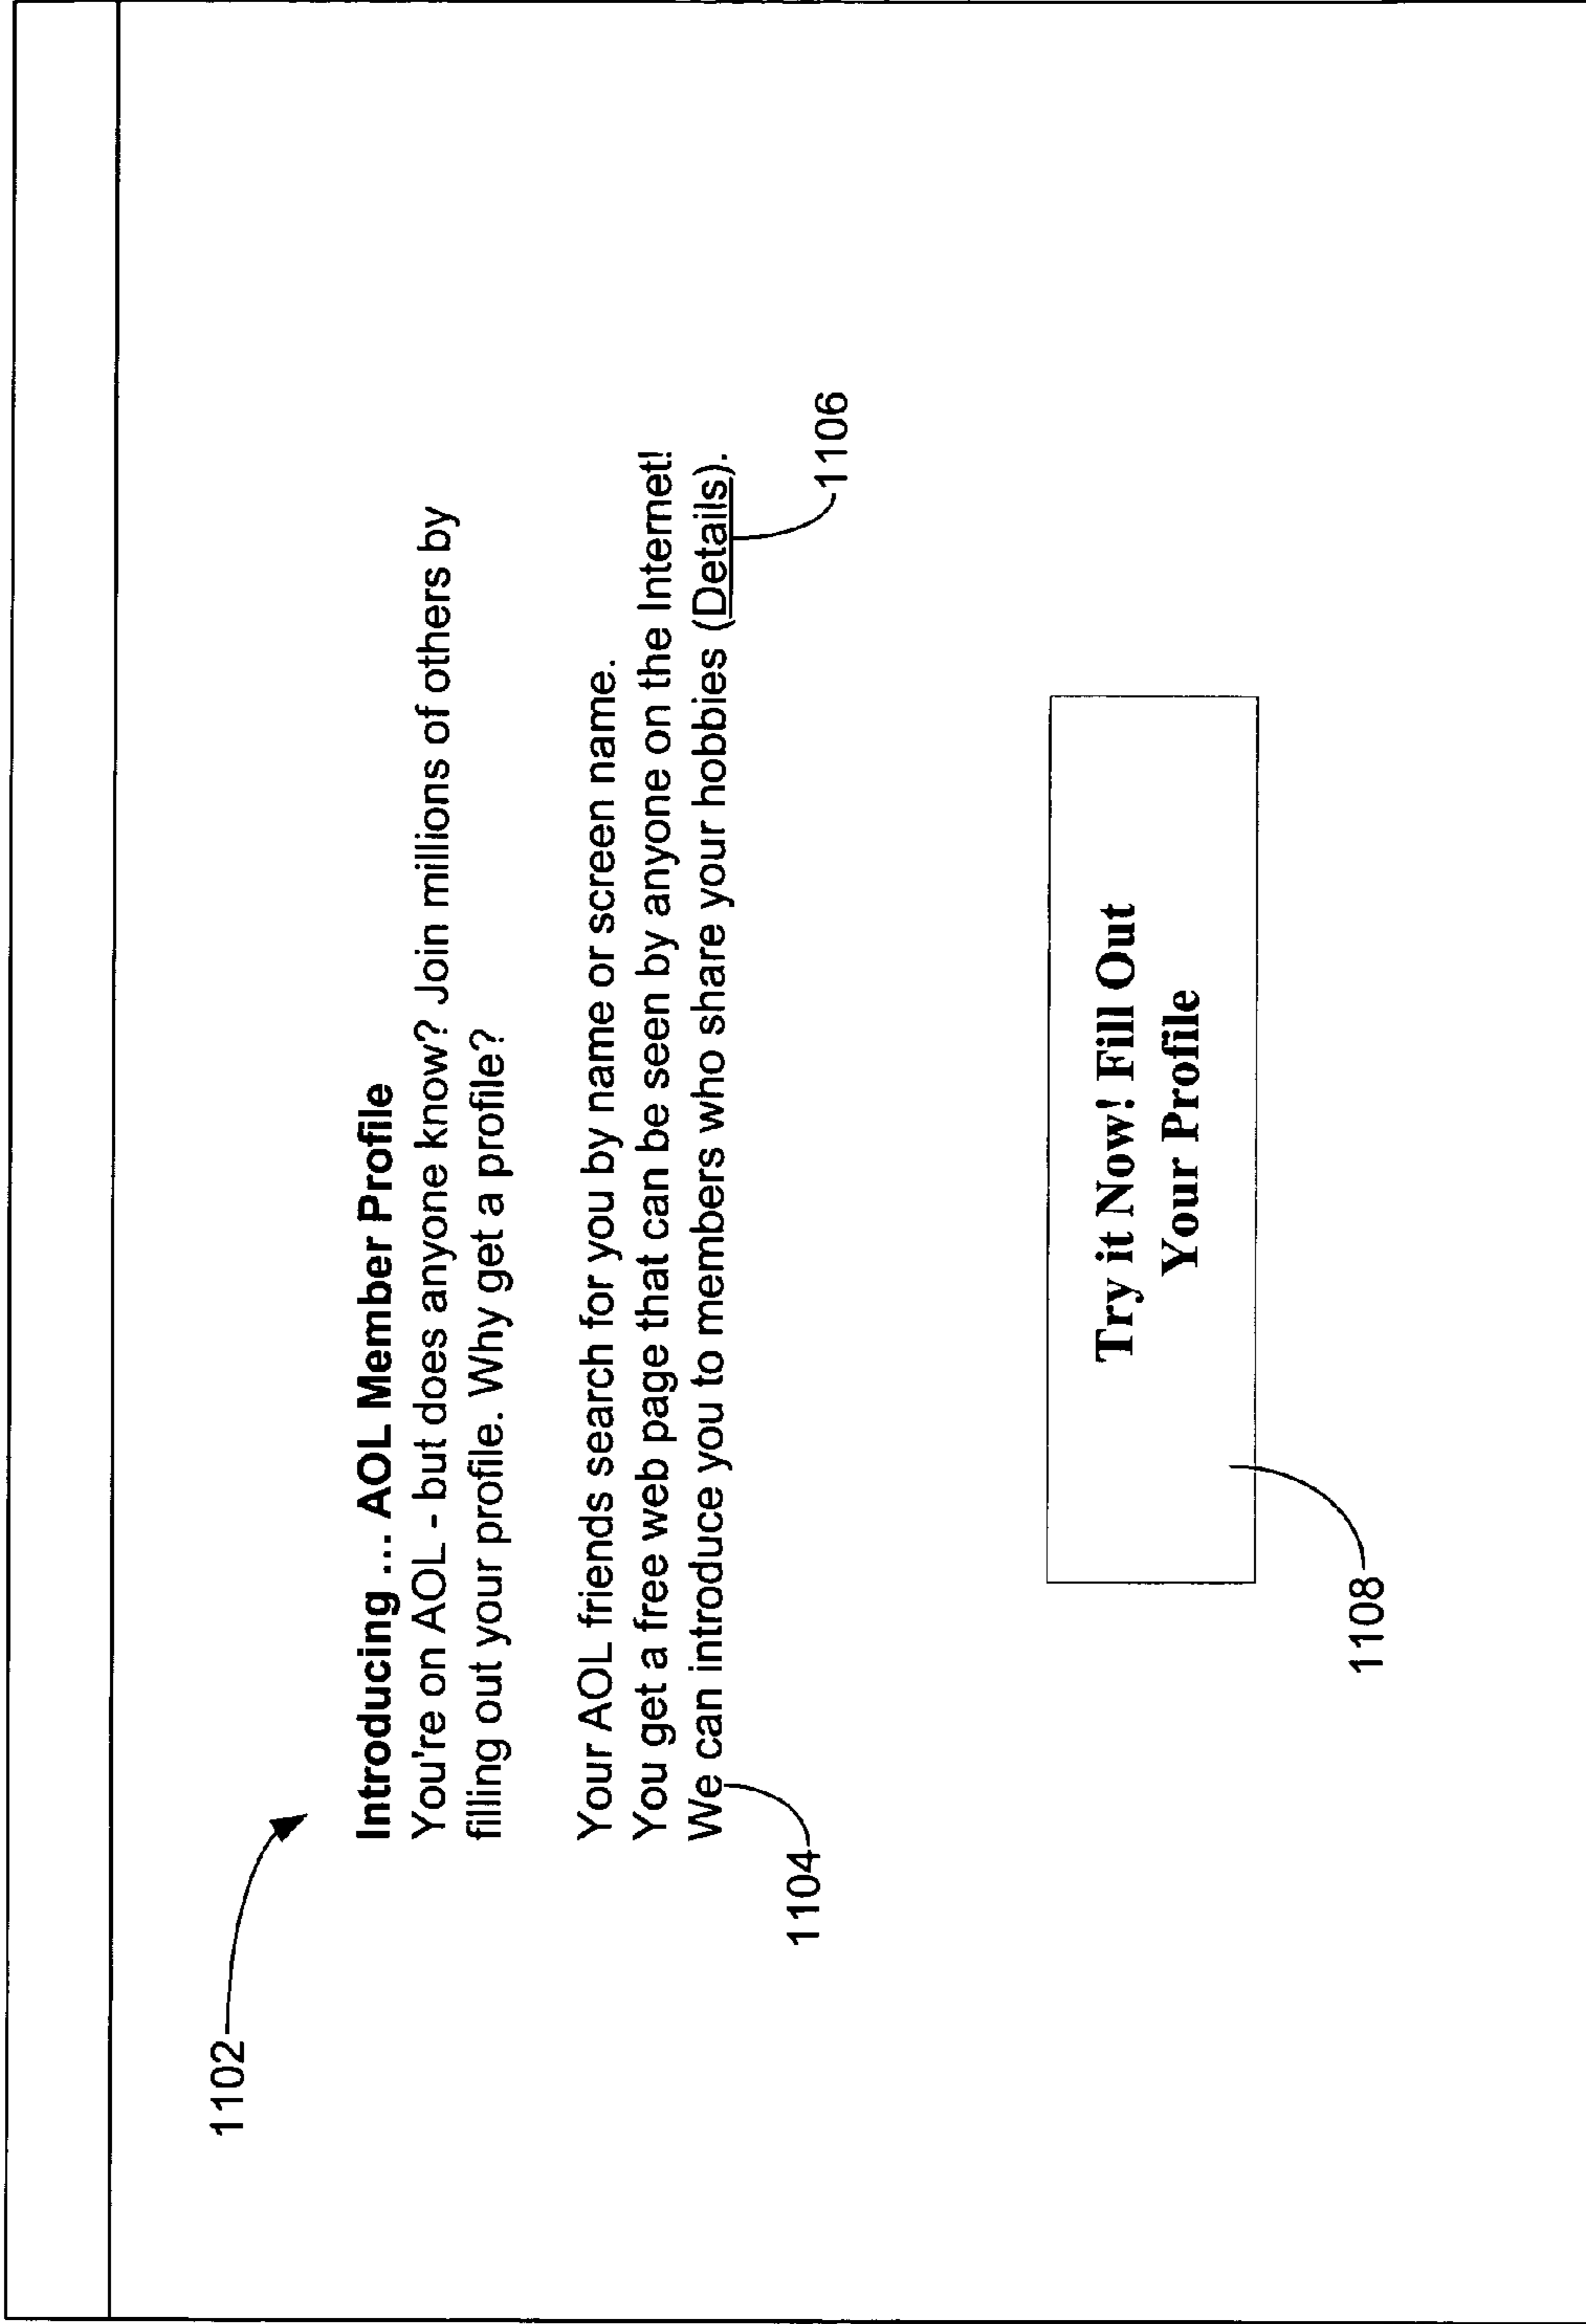 1102
Introducing ... AOL Member Profile
You're on AOL - but does anyone know? Join millions of others by
filling out your profile. Why get a profile?
Your AOL friends search for you by name or screen name.
You get a free web page that can be seen by anyone on the Internet!
We can introduce you to members who share your hobbies (Details).
1104
1106
Try it Now! Fill Out
Your Profile
1108